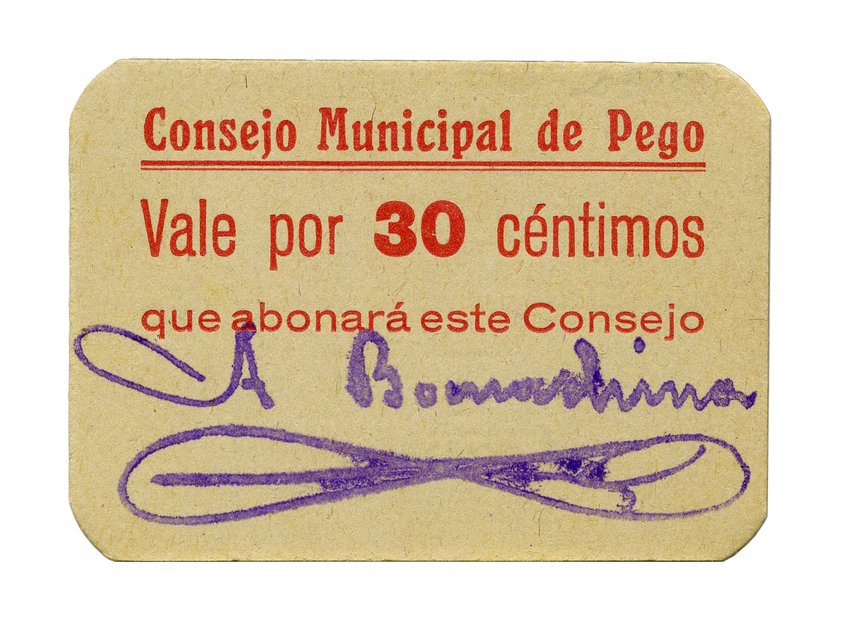 Consejo Municipal de Pego
Vale por 30 céntimos
que abonará este Consejo
A